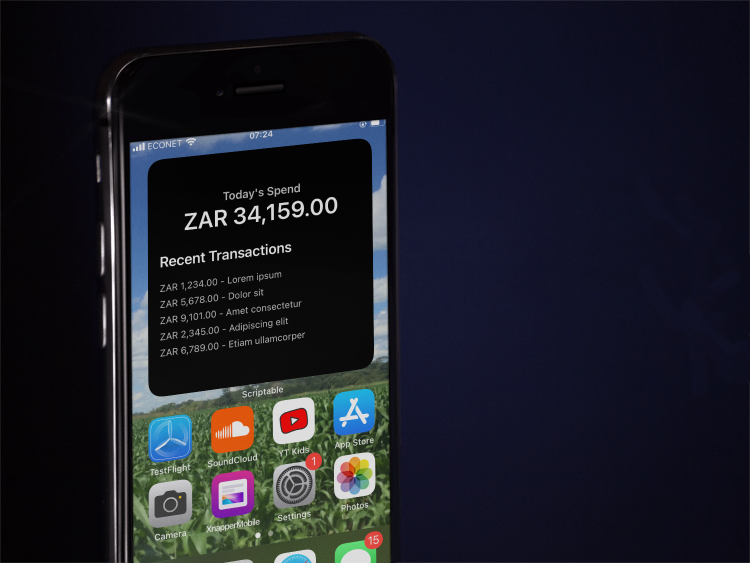 ECONET
07:24
Today's Spend
ZAR 34,159.00
Recent Transactions
ZAR 1,234.00 - Lorem ipsum
ZAR 5,678.00 - Dolor sit
ZAR 9,101.00 - Amet consectetur
ZAR 2,345.00 - Adipiscing elit
ZAR 6,789.00 - Etiam ullamcorper
Scriptable
TestFlight SoundCloud YT Kids App Store
1
Camera XnapperMobile Settings Photos
15